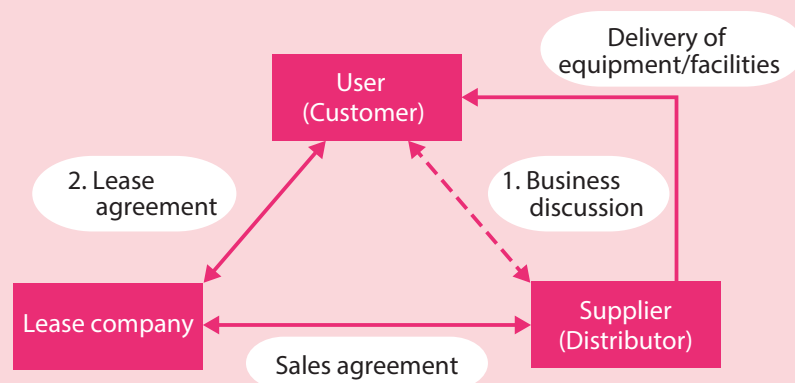 Delivery of
equipment/facilities
User
(Customer)
2. Lease
agreement
1. Business
discussion
Lease company
Supplier
(Distributor)
Sales agreement